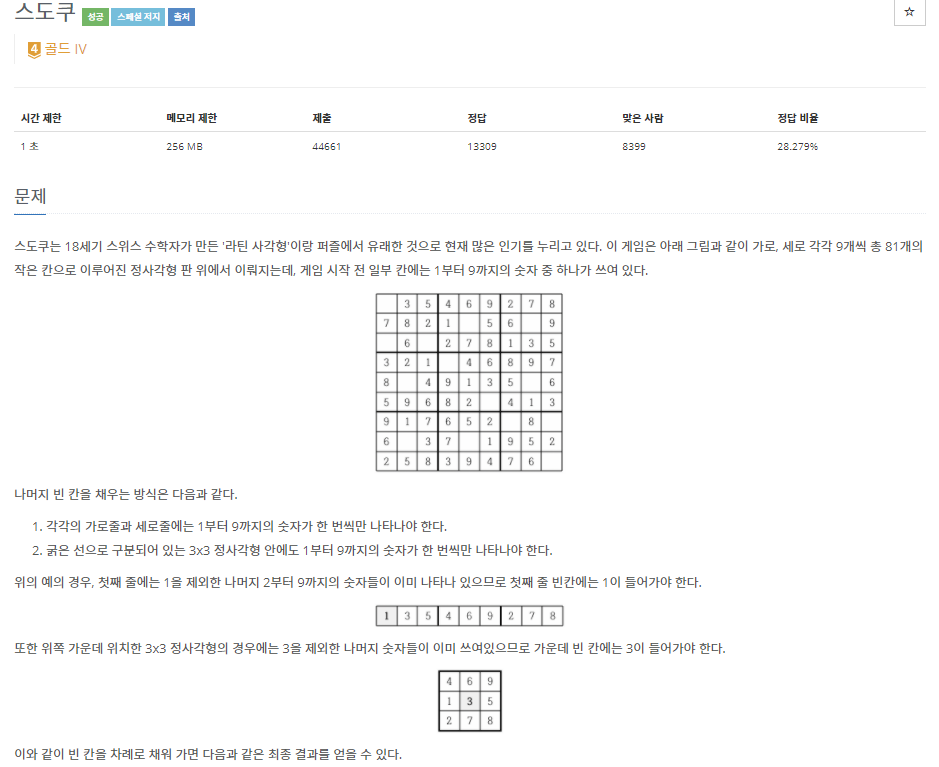 스도쿠 성공 스페셜 저지 출처
☆
4 골드 IV
시간 제한 메모리 제한 제출 정답 맞은 사람 정답 비율
1 초 256 MB 44661 13309 8399 28.279%
문제
스도쿠는 18세기 스위스 수학자가 만든 '라틴 사각형'이랑 퍼즐에서 유래한 것으로 현재 많은 인기를 누리고 있다. 이 게임은 아래 그림과 같이 가로, 세로 각각 9개씩 총 81개의
작은 칸으로 이루어진 정사각형 판 위에서 이뤄지는데, 게임 시작 전 일부 칸에는 1부터 9까지의 숫자 중 하나가 쓰여 있다.
3 5 4 6 9 2 7 8
7 8 2 1 5 6 9
6 2 7 8 1 3 5
3 2 1 4 6 8 9 7
8 4 9 1 3 5 6
5 9 6 8 2 4 1 3
9 1 7 6 5 2 8
6 3 7 1 9 5 2
2 5 8 3 9 4 7 6
나머지 빈 칸을 채우는 방식은 다음과 같다.
1. 각각의 가로줄과 세로줄에는 1부터 9까지의 숫자가 한 번씩만 나타나야 한다.
2. 굵은 선으로 구분되어 있는 3x3 정사각형 안에도 1부터 9까지의 숫자가 한 번씩만 나타나야 한다.
위의 예의 경우, 첫째 줄에는 1을 제외한 나머지 2부터 9까지의 숫자들이 이미 나타나 있으므로 첫째 줄 빈칸에는 1이 들어가야 한다.
1 3 5 4 6 9 2 7 8
또한 위쪽 가운데 위치한 3x3 정사각형의 경우에는 3을 제외한 나머지 숫자들이 이미 쓰여있으므로 가운데 빈 칸에는 3이 들어가야 한다.
4 6 9
1 3 5
2 7 8
이와 같이 빈 칸을 차례로 채워 가면 다음과 같은 최종 결과를 얻을 수 있다.